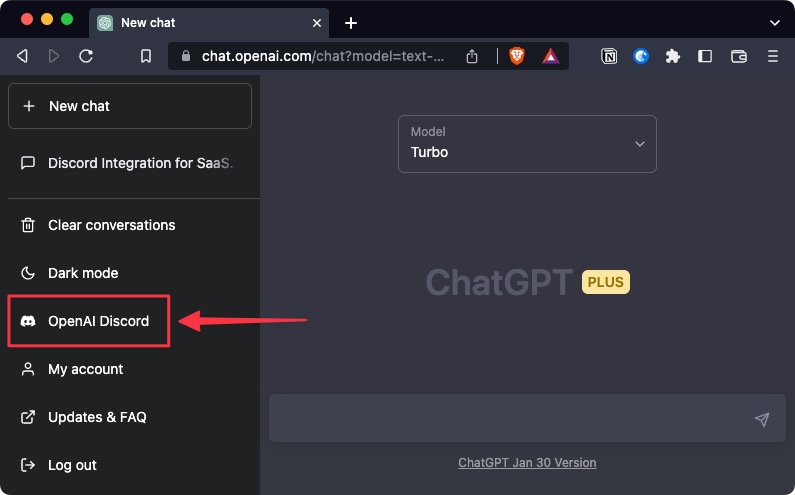 New chat
chat.openai.com/chat?model=text-...
New chat
Discord Integration for SaaS.
Clear conversations
Dark mode
OpenAI Discord
My account
Updates & FAQ
Log out
Model
Turbo
ChatGPT PLUS
ChatGPT Jan 30 Version